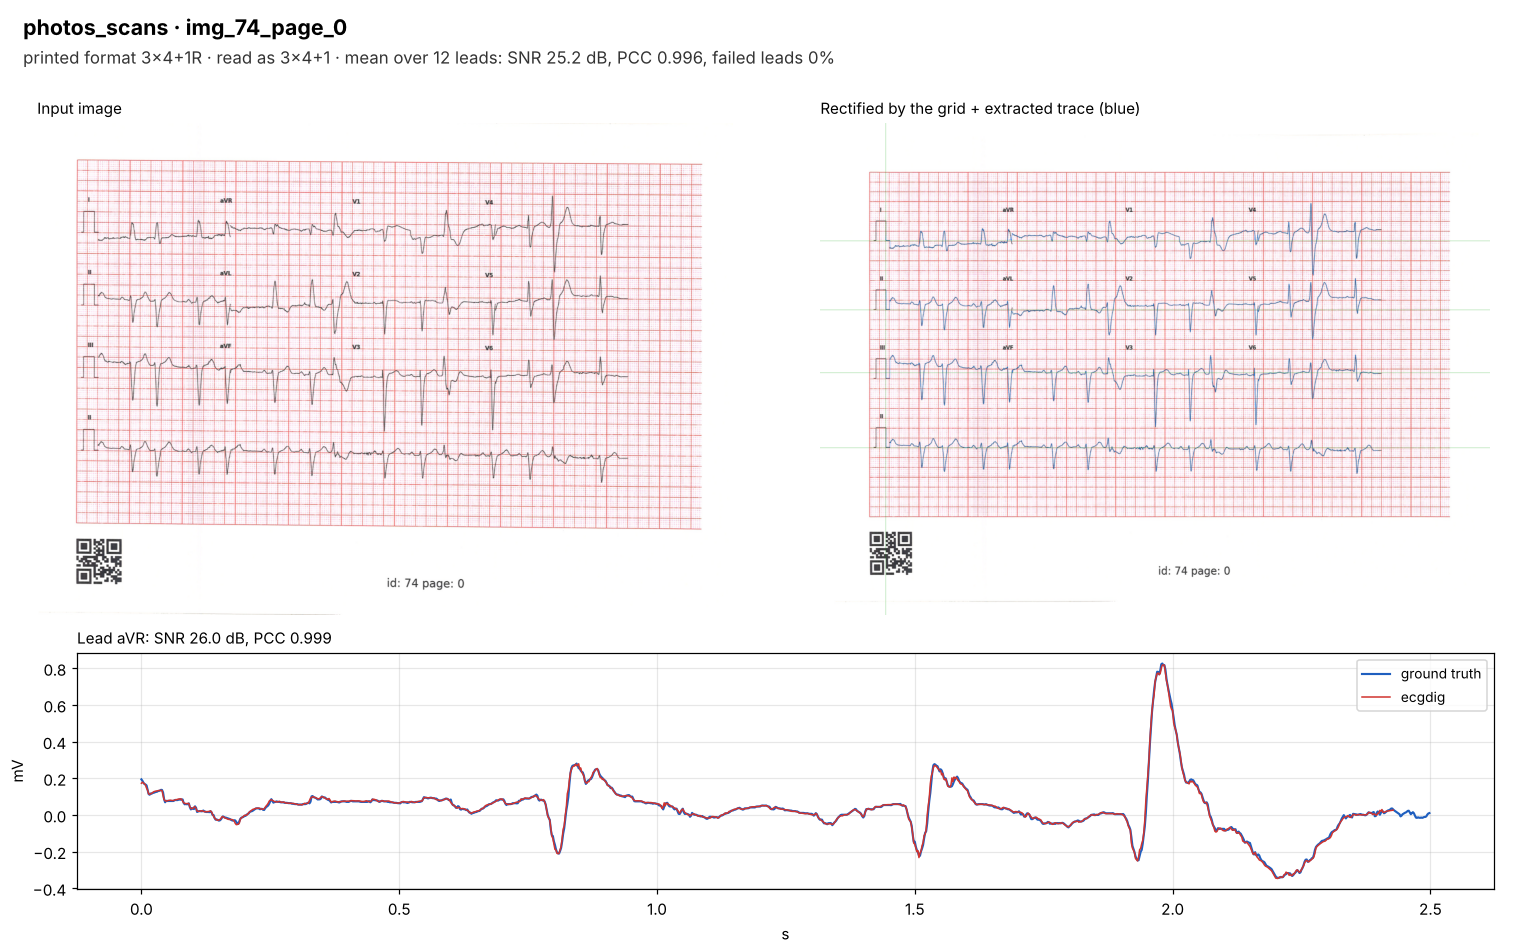 photos_scans · img_74_page_0
printed format 3×4+1R · read as 3×4+1 · mean over 12 leads: SNR 25.2 dB, PCC 0.996, failed leads 0%
Input image
I aVR V1 V4
II aVL V2 V5
III aVF V3 V6
II
id: 74 page: 0
Rectified by the grid + extracted trace (blue)
I aVR V1 V4
II aVL V2 V5
III aVF V3 V6
II
id: 74 page: 0
Lead aVR: SNR 26.0 dB, PCC 0.999
ground truth
ecgdig
mV
0.8
0.6
0.4
0.2
0.0
−0.2
−0.4
0.0 0.5 1.0 1.5 2.0 2.5
s